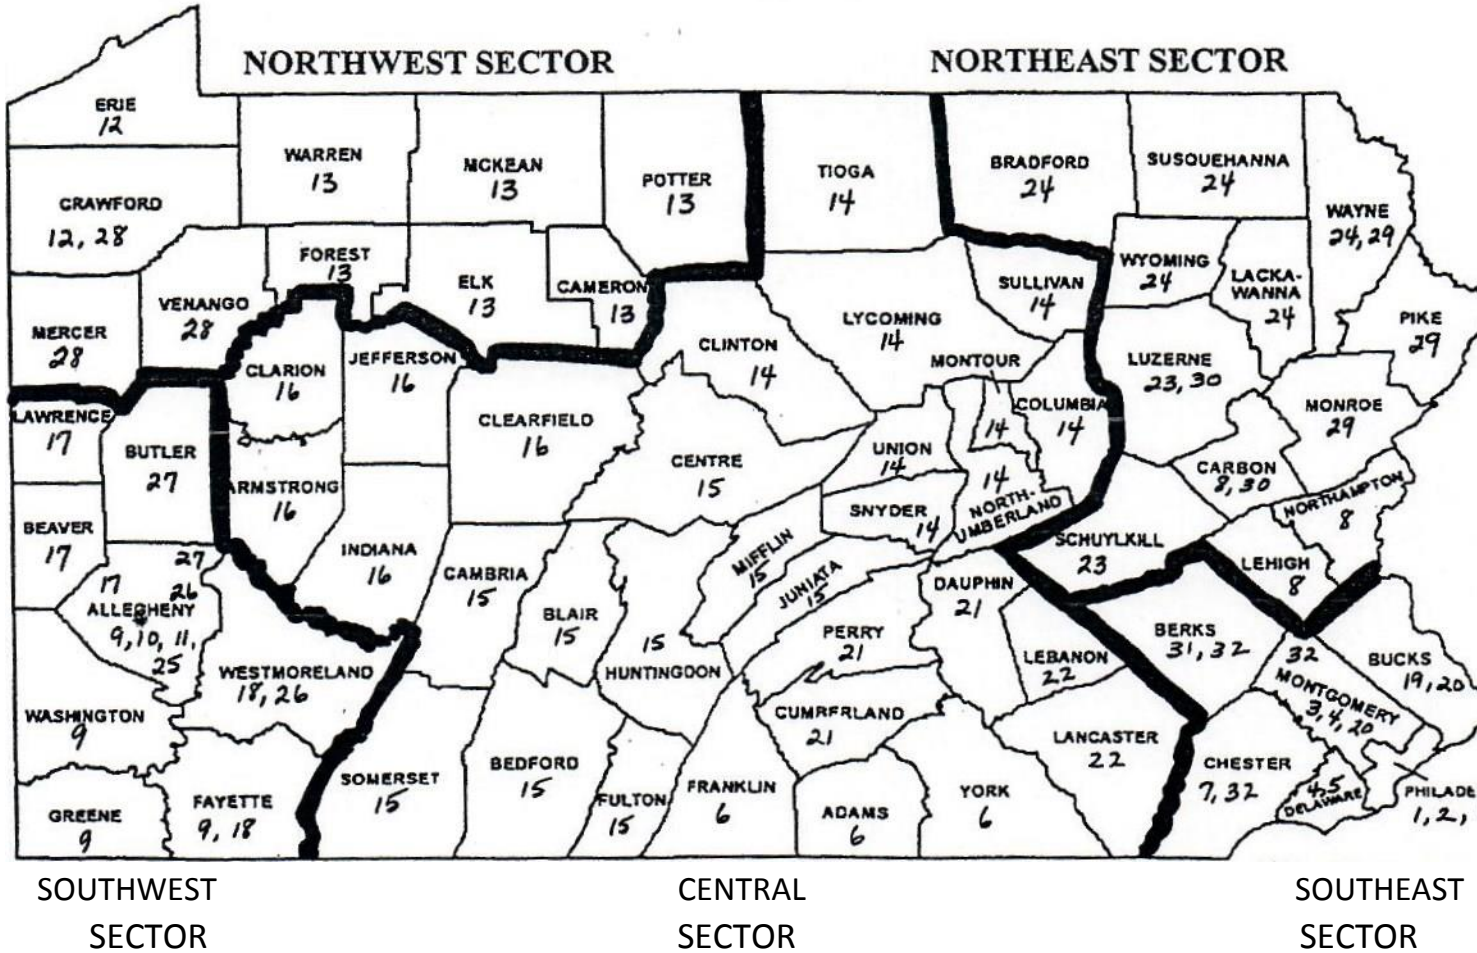 NORTHWEST SECTOR
NORTHEAST SECTOR
ERIE
12
CRAWFORD
12, 28
WARREN
13
MCKEAN
13
POTTER
13
FOREST
13
ELK
13
CAMERON
13
VENANGO
28
MERCER
28
TIOGA
14
BRADFORD
24
SUSQUEHANNA
24
WAYNE
24, 29
WYOMING
24
LACKA-
WANNA
24
SULLIVAN
14
PIKE
29
LYCOMING
14
CLINTON
14
MONTOUR
14
COLUMBIA
14
LUZERNE
23, 30
MONROE
29
CARBON
8, 30
NORTHAMPTON
8
LEHIGH
8
SCHUYLKILL
23
LAWRENCE
17
BUTLER
27
CLARION
16
JEFFERSON
16
CLEARFIELD
16
CENTRE
15
UNION
14
SNYDER
14
14
NORTH-
UMBERLAND
ARMSTRONG
16
BEAVER
17
INDIANA
16
CAMBRIA
15
BLAIR
15
15
HUNTINGDON
MIFFLIN
15
JUNIATA
15
PERRY
21
DAUPHIN
21
LEBANON
22
BERKS
31, 32
27
17
26
ALLEGHENY
9, 10, 11,
25
WESTMORELAND
18, 26
WASHINGTON
9
GREENE
9
FAYETTE
9, 18
SOMERSET
15
BEDFORD
15
FULTON
15
FRANKLIN
6
CUMBERLAND
21
ADAMS
6
YORK
6
LANCASTER
22
CHESTER
7, 32
32
MONTGOMERY
3, 4, 20
BUCKS
19, 20
4, 5
DELAWARE
PHILADE
1, 2,
SOUTHWEST
SECTOR
CENTRAL
SECTOR
SOUTHEAST
SECTOR